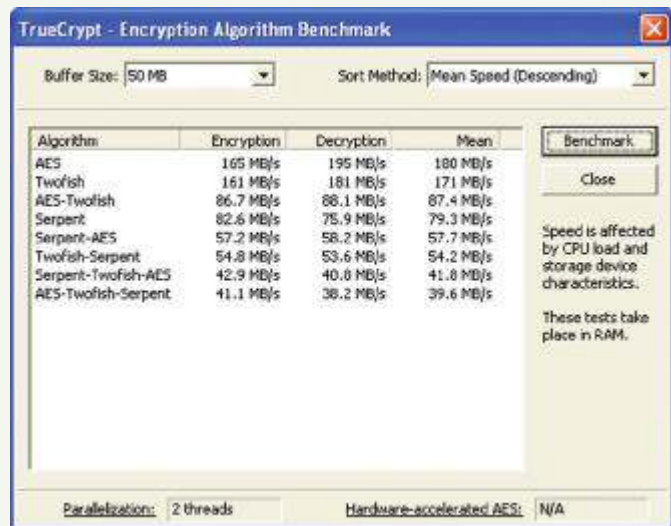 TrueCrypt - Encryption Algorithm Benchmark
Buffer Size: 50 MB Sort Method: Mean Speed (Descending)
Algorithm Encryption Decryption Mean
AES 165 MB/s 195 MB/s 180 MB/s
Twofish 161 MB/s 181 MB/s 171 MB/s
AES-Twofish 86.7 MB/s 88.1 MB/s 87.4 MB/s
Serpent 82.6 MB/s 75.9 MB/s 79.3 MB/s
Serpent-AES 57.2 MB/s 58.2 MB/s 57.7 MB/s
Twofish-Serpent 54.8 MB/s 53.6 MB/s 54.2 MB/s
Serpent-Twofish-AES 42.9 MB/s 40.8 MB/s 41.8 MB/s
AES-Twofish-Serpent 41.1 MB/s 38.2 MB/s 39.6 MB/s
Benchmark
Close
Speed is affected
by CPU load and
storage device
characteristics.
These tests take
place in RAM.
Parallelization: 2 threads Hardware-accelerated AES: N/A